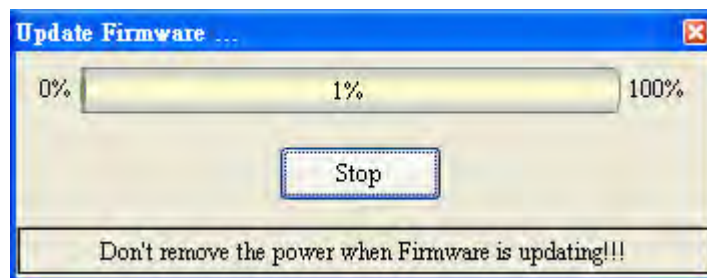 Update Firmware ...
0% 1% 100%
Stop
Don't remove the power when Firmware is updating!!!